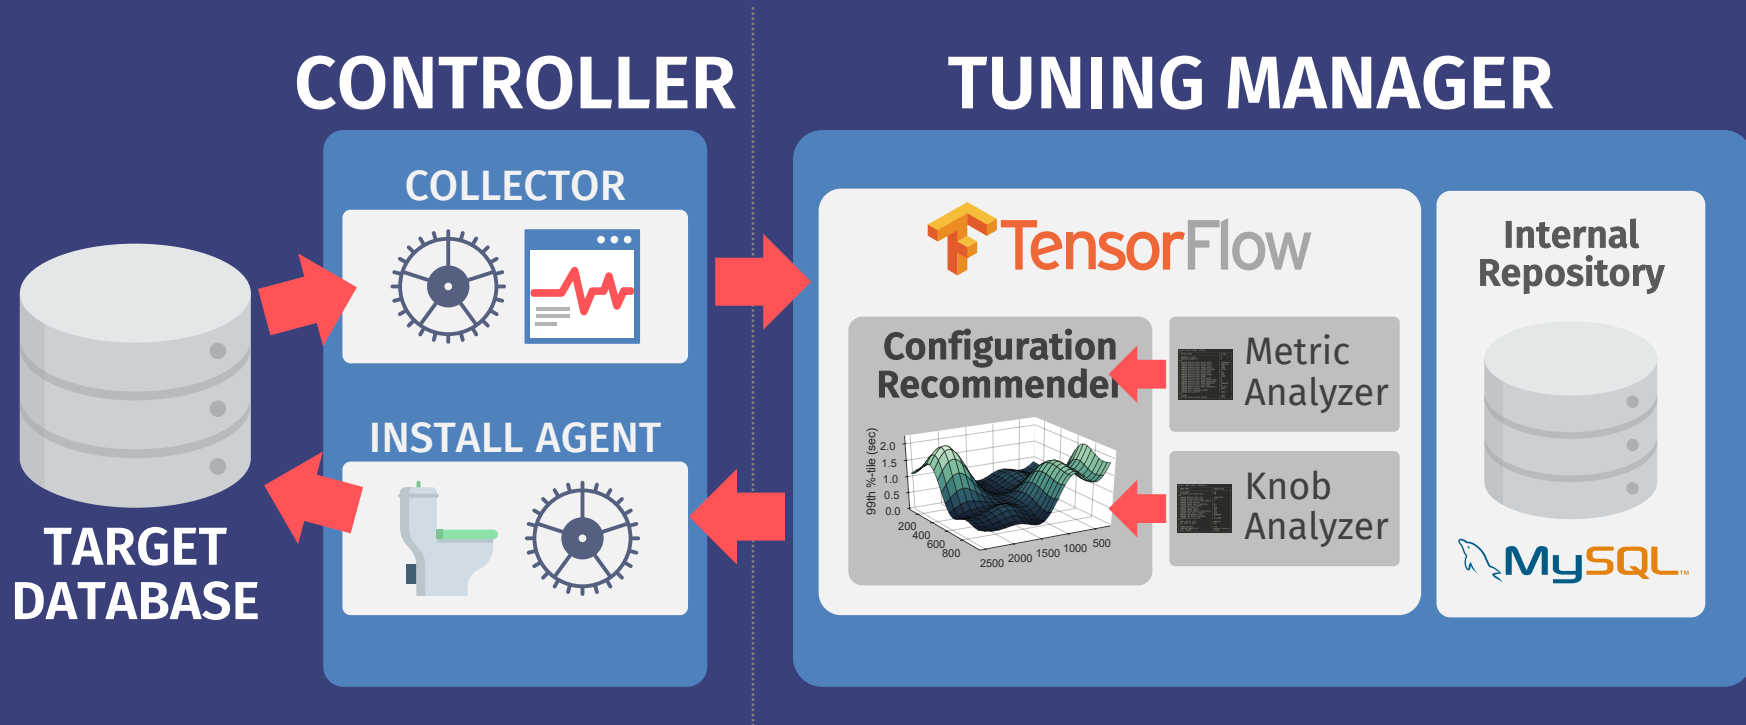 CONTROLLER
TUNING MANAGER
COLLECTOR
TensorFlow
Internal
Repository
Configuration
Recommender
Metric
Analyzer
INSTALL AGENT
99th %-tile (sec)
2.0
1.5
1.0
0.5
0.0
200
400
600
800
2500
2000
1500
1000
500
Knob
Analyzer
TARGET
DATABASE
MySQL™